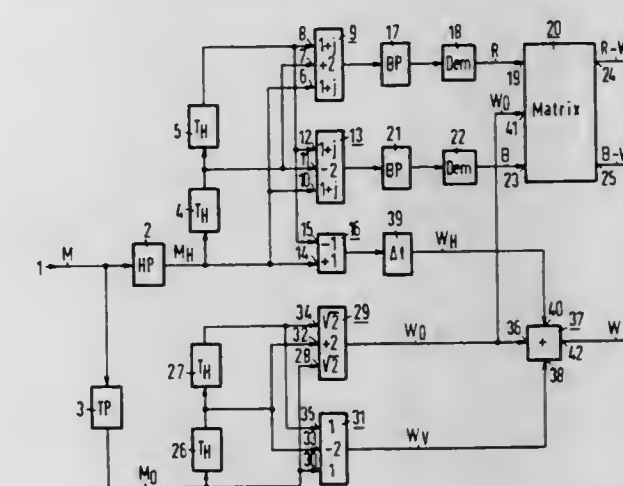 8 1+j 9 17 18 20
7 +2 BP Dem R R-V
6 1+j 19 Matrix 24
5 TH W0
12 1+j 13 21 22 41
11 -2 BP Dem B B-V
10 1+j 23 25
4 TH
15 -1 16 39
2 14 +1 Δt WH
1 M HP MH
40
34 √2 29 37
32 +2 W0 36 + W
28 √2 42
27 TH 38
3 TP 35 1 31
33 -2 WV
26 TH 30 1
M0